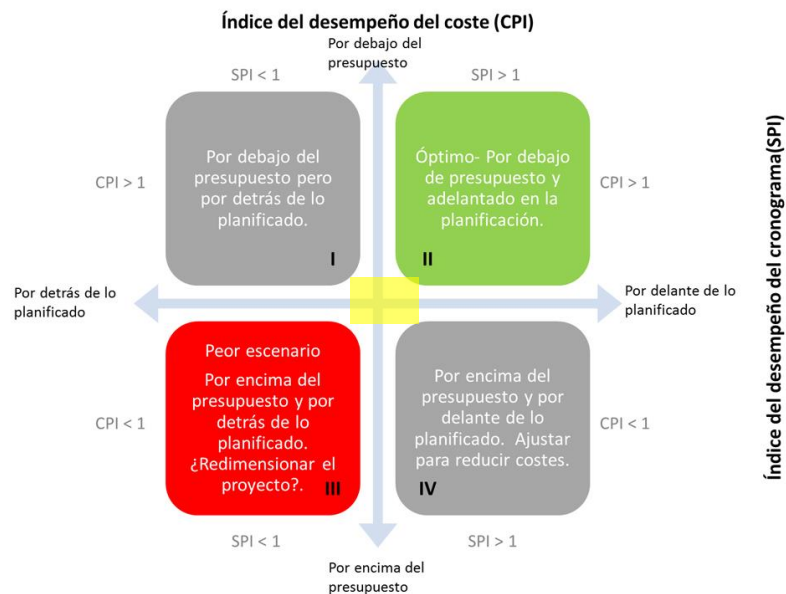 Índice del desempeño del coste (CPI)
Por debajo del
presupuesto
SPI < 1
SPI > 1
CPI > 1
Por debajo del
presupuesto pero
por detrás de lo
planificado.
I
Óptimo- Por debajo
de presupuesto y
adelantado en la
planificación.
II
CPI > 1
Índice del desempeño del cronograma(SPI)
Por detrás de lo
planificado
Por delante de lo
planificado
CPI < 1
Peor escenario
Por encima del
presupuesto y por
detrás de lo
planificado.
¿Redimensionar el
proyecto?.
III
Por encima del
presupuesto y por
delante de lo
planificado. Ajustar
para reducir costes.
IV
CPI < 1
SPI < 1
SPI > 1
Por encima del
presupuesto